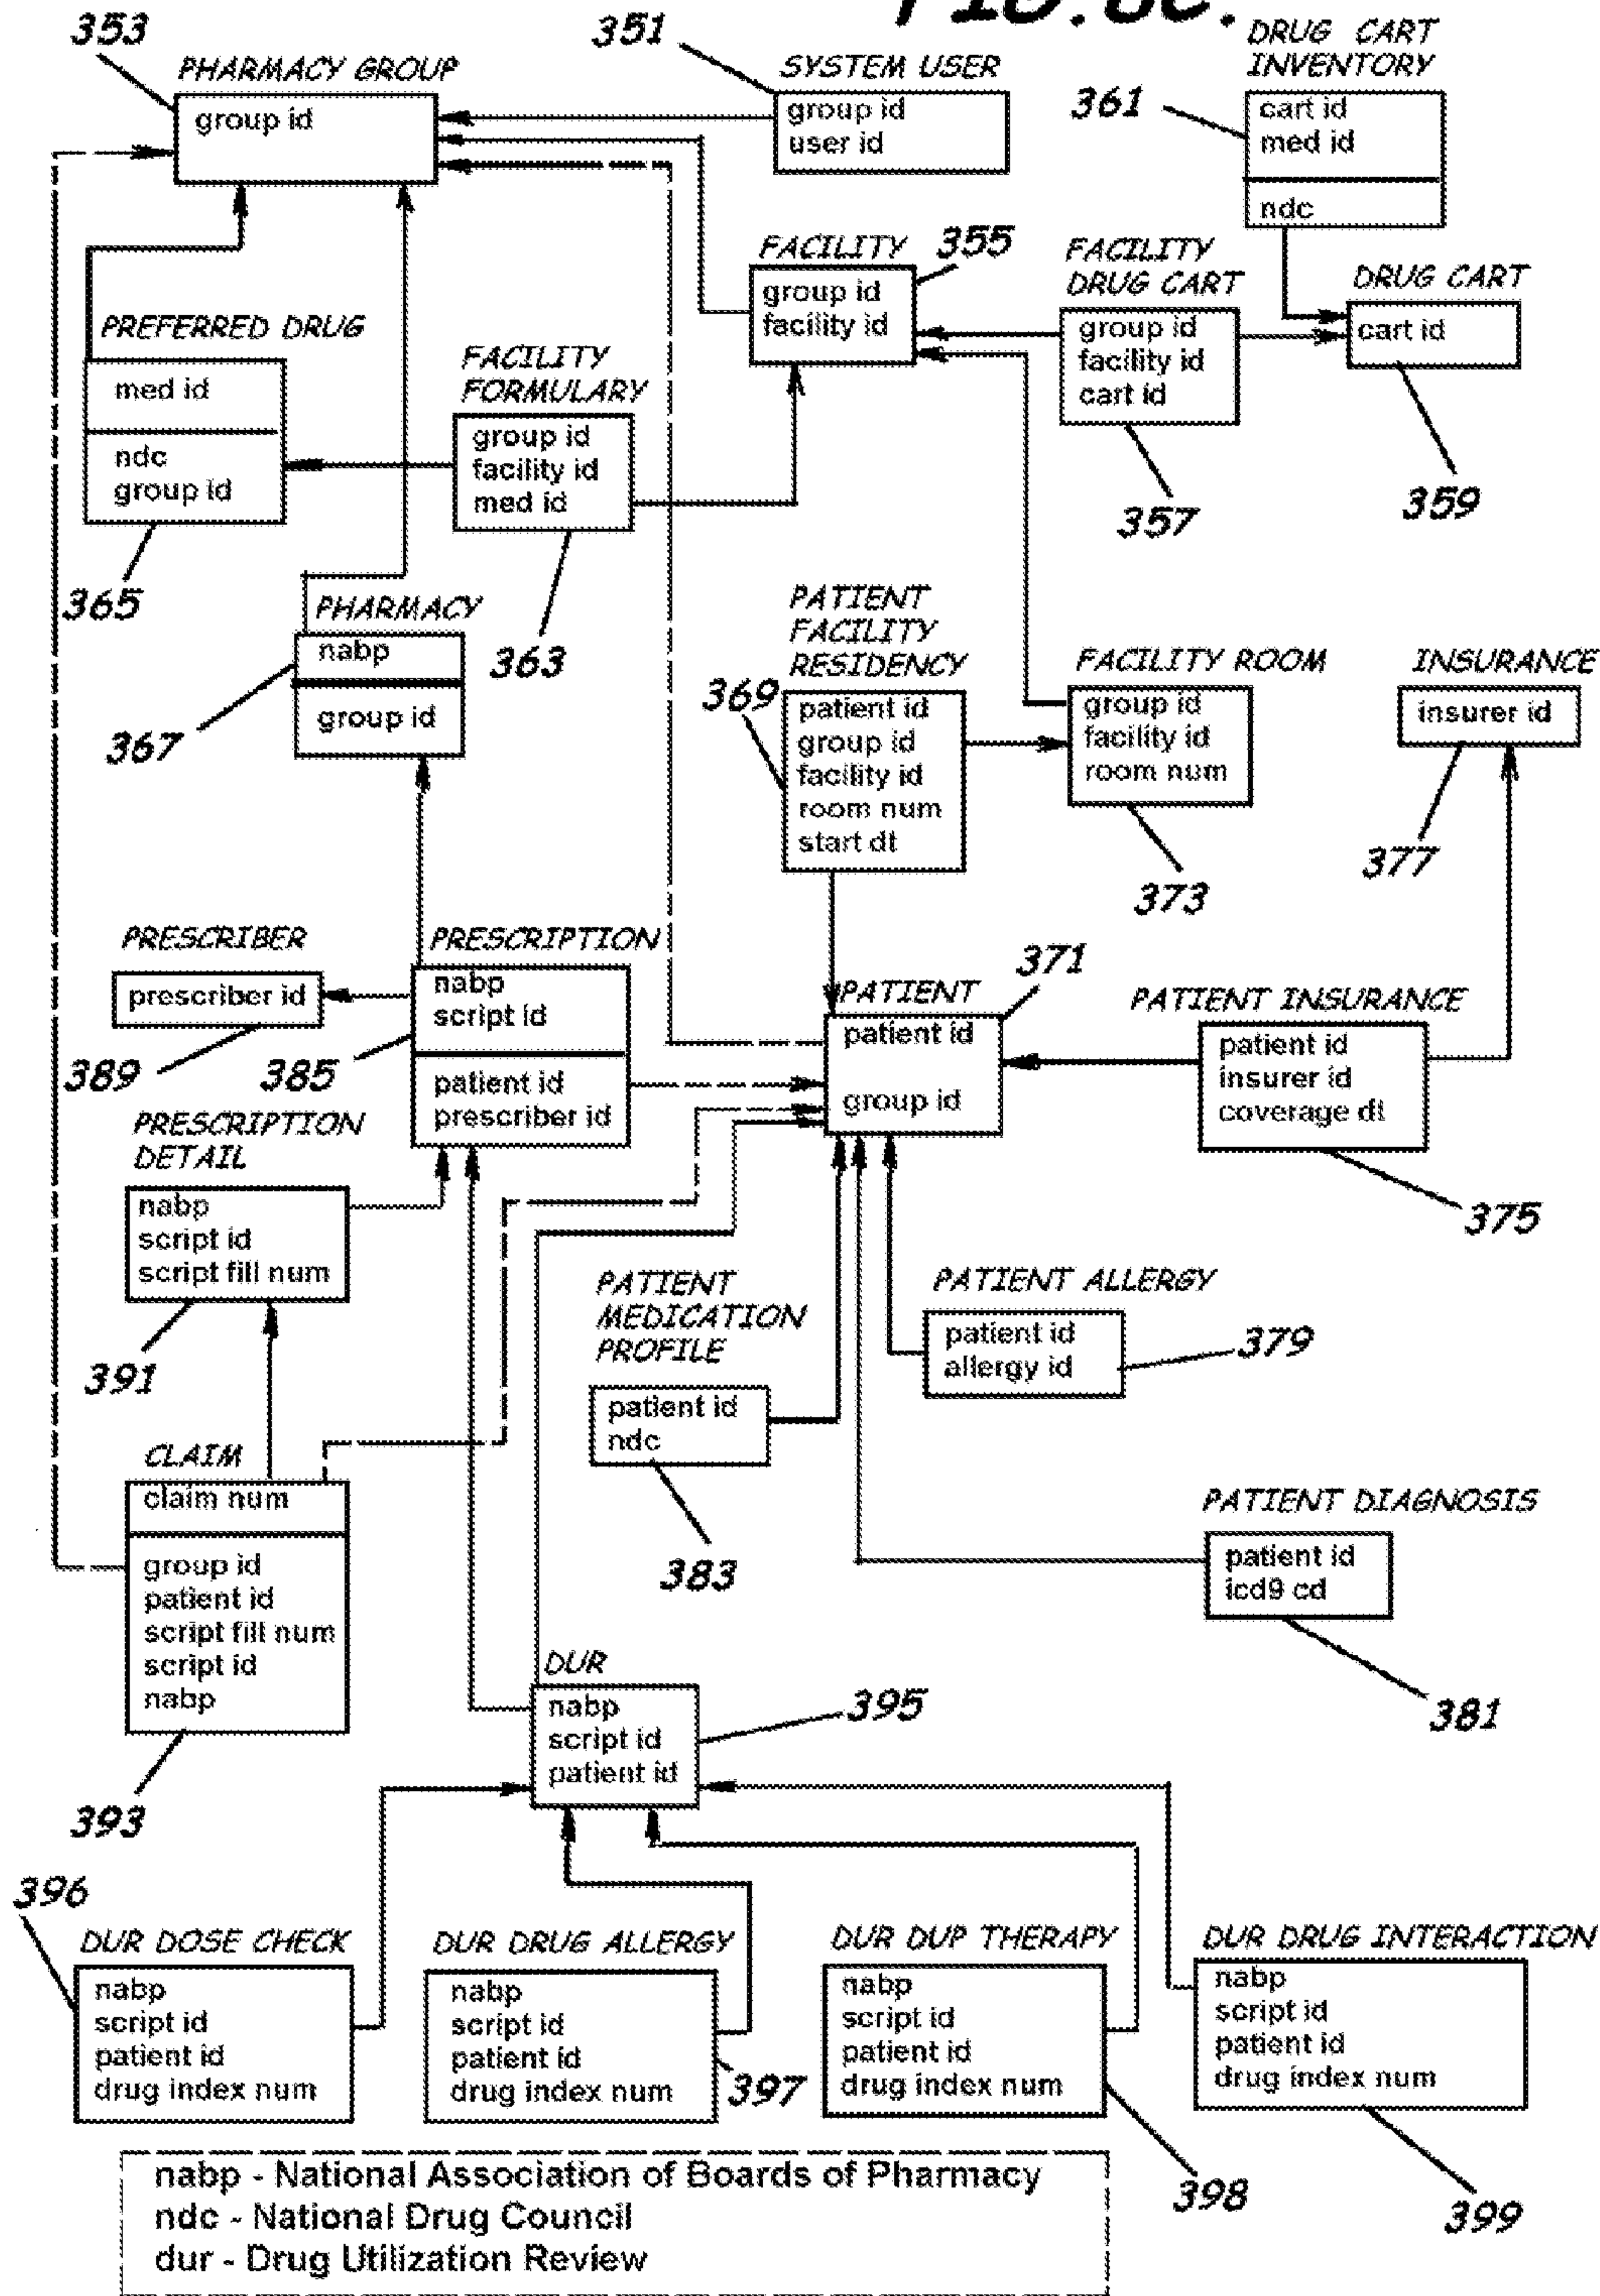 353
351
DRUG CART
INVENTORY
PHARMACY GROUP
group id
SYSTEM USER
group id
user id
361
cart id
med id
ndc
FACILITY
355
group id
facility id
FACILITY
DRUG CART
group id
facility id
cart id
357
DRUG CART
cart id
359
PREFERRED DRUG
med id
ndc
group id
365
FACILITY
FORMULARY
group id
facility id
med id
363
PHARMACY
nabp
group id
367
PATIENT
FACILITY
RESIDENCY
369
patient id
group id
facility id
room num
start dt
FACILITY ROOM
group id
facility id
room num
373
INSURANCE
insurer id
377
PRESCRIBER
prescriber id
389
PRESCRIPTION
nabp
script id
patient id
prescriber id
385
371
PATIENT
patient id
group id
PATIENT INSURANCE
patient id
insurer id
coverage dt
375
PRESCRIPTION
DETAIL
nabp
script id
script fill num
391
PATIENT
MEDICATION
PROFILE
patient id
ndc
383
PATIENT ALLERGY
patient id
allergy id
379
CLAIM
claim num
group id
patient id
script fill num
script id
nabp
393
PATIENT DIAGNOSIS
patient id
icd9 cd
381
DUR
nabp
script id
patient id
395
396
DUR DOSE CHECK
nabp
script id
patient id
drug index num
DUR DRUG ALLERGY
nabp
script id
patient id
drug index num
397
DUR DUP THERAPY
nabp
script id
patient id
drug index num
398
DUR DRUG INTERACTION
nabp
script id
patient id
drug index num
399
nabp - National Association of Boards of Pharmacy
ndc - National Drug Council
dur - Drug Utilization Review